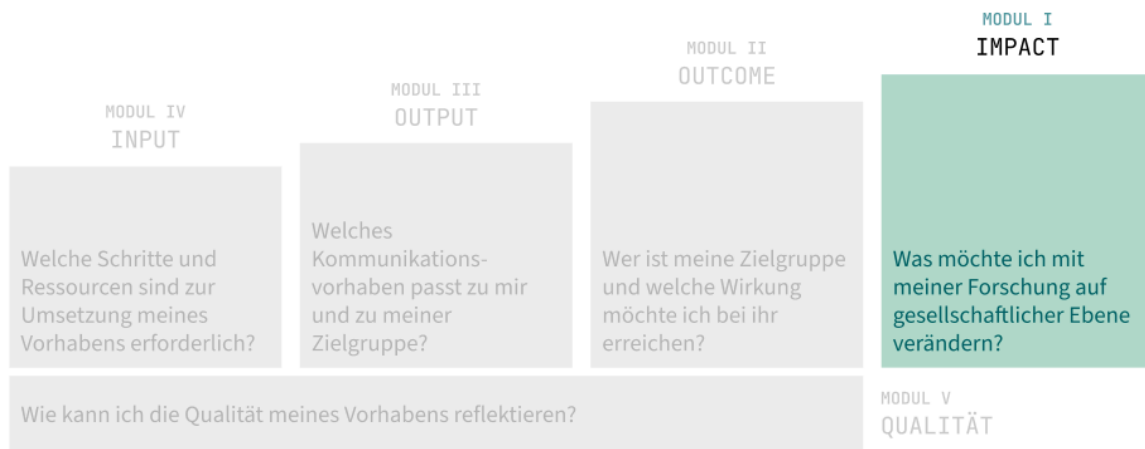 MODUL I
IMPACT
MODUL II
OUTCOME
MODUL III
OUTPUT
MODUL IV
INPUT
Welche Schritte und
Ressourcen sind zur
Umsetzung meines
Vorhabens erforderlich?
Welches
Kommunikations-
vorhaben passt zu mir
und zu meiner
Zielgruppe?
Wer ist meine Zielgruppe
und welche Wirkung
möchte ich bei ihr
erreichen?
Was möchte ich mit
meiner Forschung auf
gesellschaftlicher Ebene
verändern?
Wie kann ich die Qualität meines Vorhabens reflektieren?
MODUL V
QUALITÄT